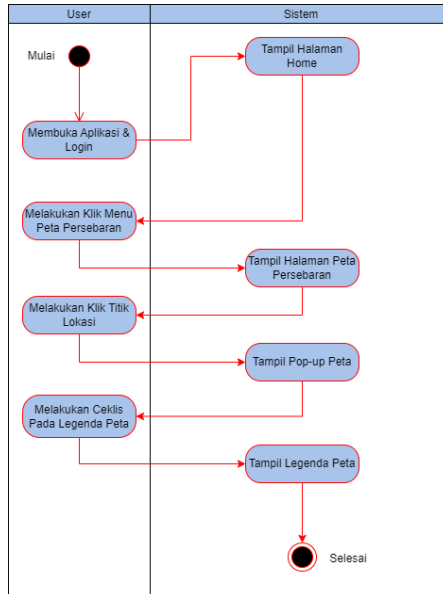 User
Sistem
Mulai
Tampil Halaman
Home
Membuka Aplikasi &
Login
Melakukan Klik Menu
Peta Persebaran
Tampil Halaman Peta
Persebaran
Melakukan Klik Titik
Lokasi
Tampil Pop-up Peta
Melakukan Ceklis
Pada Legenda Peta
Tampil Legenda Peta
Selesai